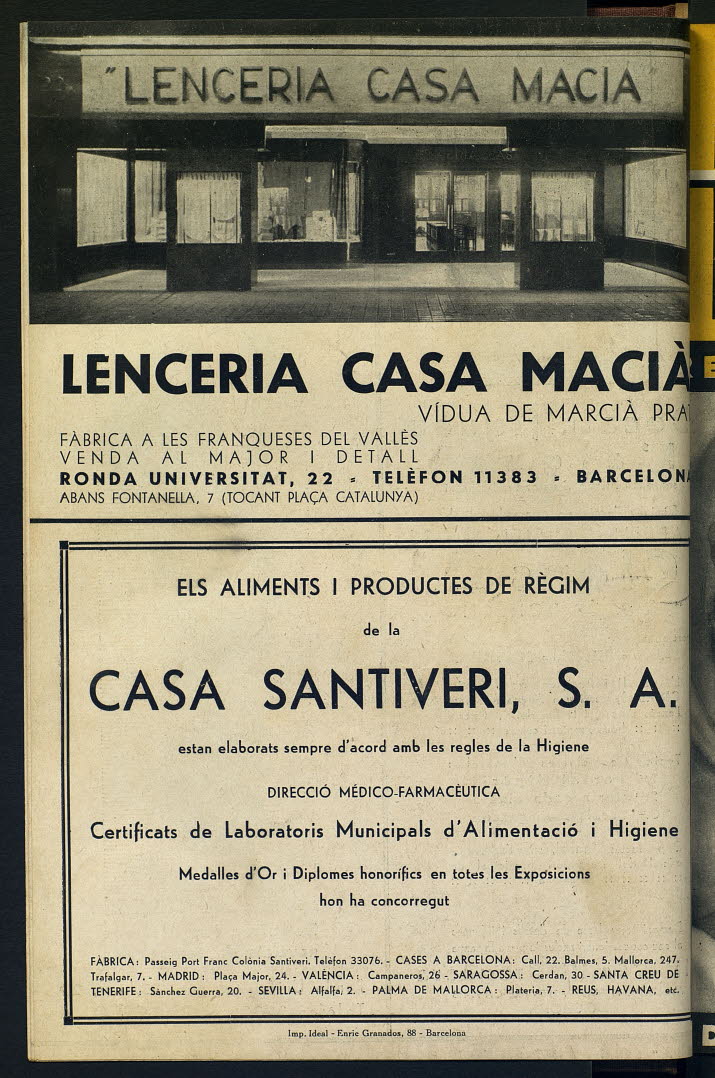 "LENCERIA CASA MACIA
LENCERIA CASA MACIÀ
VÍDUA DE MARCIÀ PRA
FÀBRICA A LES FRANQUESES DEL VALLÈS
VENDA AL MAJOR I DETALL
RONDA UNIVERSITAT, 22 - TELÈFON 11383 - BARCELON
ABANS FONTANELLA, 7 (TOCANT PLAÇA CATALUNYA)
ELS ALIMENTS I PRODUCTES DE RÈGIM
de la
CASA SANTIVERI, S. A.
estan elaborats sempre d'acord amb les regles de la Higiene
DIRECCIÓ MÉDICO-FARMACÈUTICA
Certificats de Laboratoris Municipals d'Alimentació i Higiene
Medalles d'Or i Diplomes honorífics en totes les Exposicions
hon ha concorregut
FÀBRICA: Passeig Port Franc Colònia Santiveri. Telèfon 33076. - CASES A BARCELONA: Call, 22. Balmes, 5. Mallorca, 247.
Trafalgar, 7. - MADRID: Plaça Major, 24. - VALÈNCIA: Campaneros, 26 - SARAGOSSA: Cerdan, 30 - SANTA CREU DE
TENERIFE: Sànchez Guerra, 20. - SEVILLA: Alfalfa, 2. - PALMA DE MALLORCA: Plateria, 7. - REUS, HAVANA, etc.
Imp. Ideal - Enric Granados, 88 - Barcelona